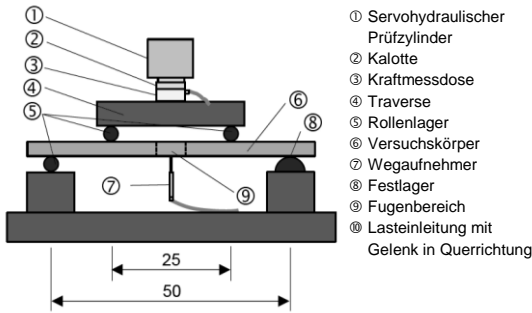 ①
②
③
④
⑤
⑥
⑧
⑦
⑨
25
50
① Servohydraulischer
Prüfzylinder
② Kalotte
③ Kraftmessdose
④ Traverse
⑤ Rollenlager
⑥ Versuchskörper
⑦ Wegaufnehmer
⑧ Festlager
⑨ Fugenbereich
⑩ Lasteinleitung mit
Gelenk in Querrichtung